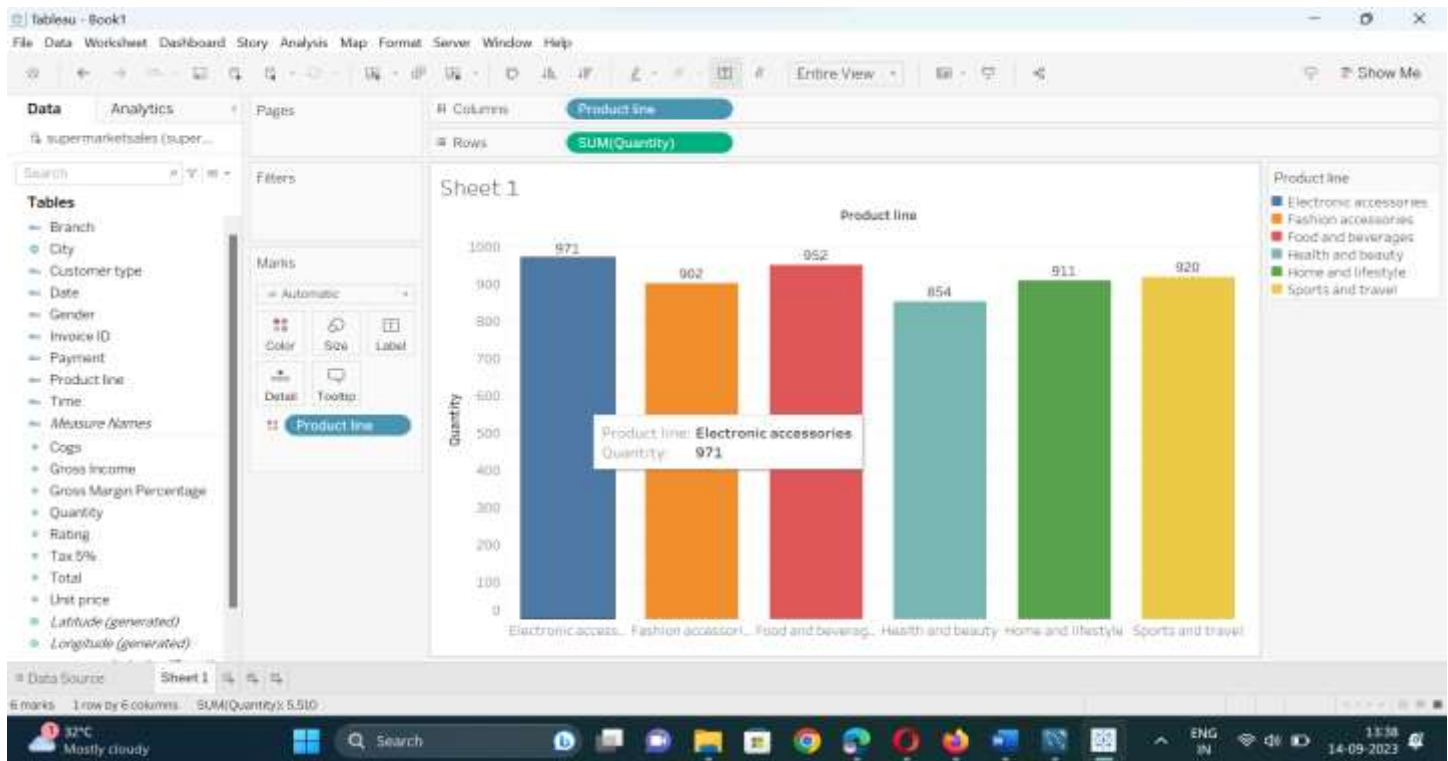 Tableau - Book1
File Data Worksheet Dashboard Story Analysis Map Format Server Window Help
Entire View
Show Me
Data Analytics
supermarketsales (super...
Search
Tables
Branch
City
Customer type
Date
Gender
Invoice ID
Payment
Product line
Time
Measure Names
Cogs
Gross Income
Gross Margin Percentage
Quantity
Rating
Tax 5%
Total
Unit price
Latitude (generated)
Longitude (generated)
Pages
Filters
Marks
Automatic
Color Size Label
Detail Tooltip
Product line
Columns Product line
Rows SUM(Quantity)
Sheet 1
Product line
1000
900
800
700
600
500
400
300
200
100
0
Quantity
971 902 952 854 911 920
Product line: Electronic accessories
Quantity: 971
Electronic access.. Fashion accessori.. Food and beverag.. Health and beauty Home and lifestyle Sports and travel
Product line
Electronic accessories
Fashion accessories
Food and beverages
Health and beauty
Home and lifestyle
Sports and travel
Data Source Sheet 1
6 marks 1 row by 6 columns SUM(Quantity): 5,510
1
32°C
Mostly cloudy
Search
ENG
IN
13:38
14-09-2023